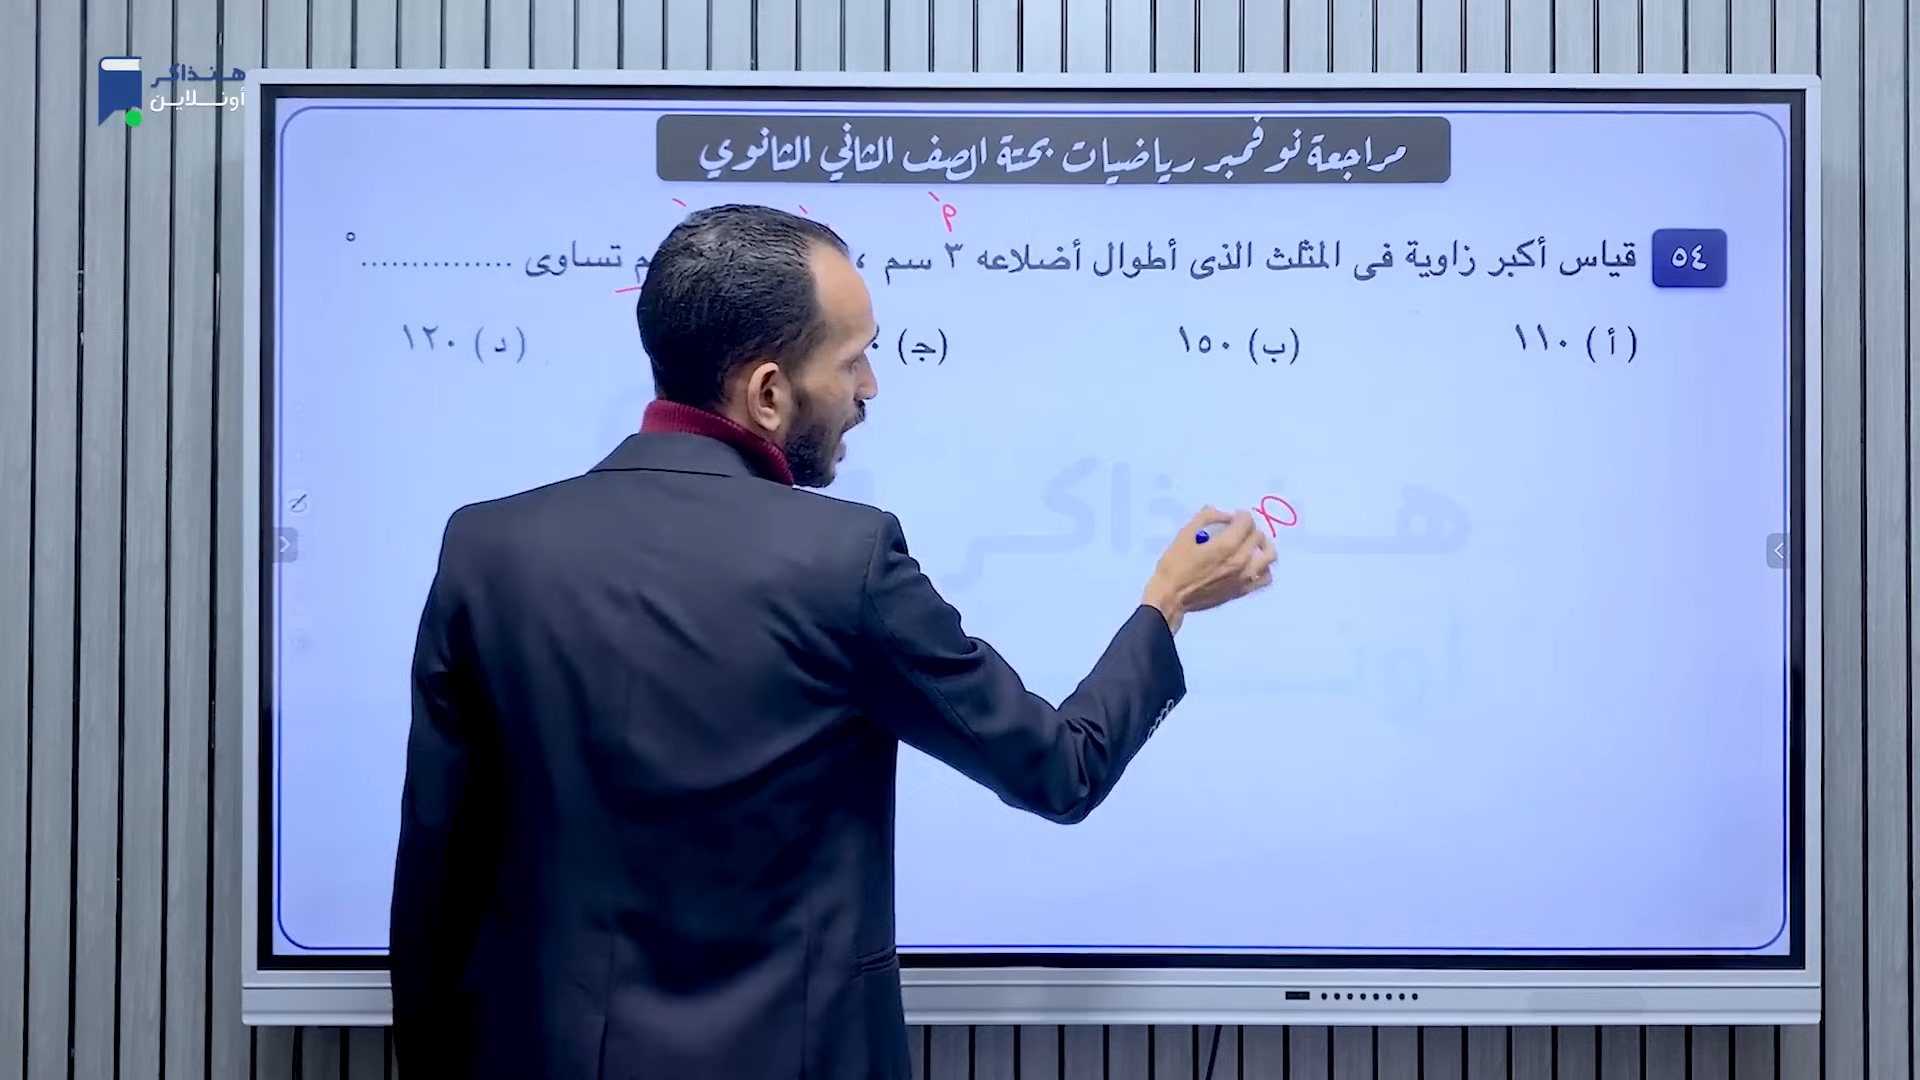 هنذاكر
أونلاين
مراجعة نوفمبر رياضيات بحتة الصف الثاني الثانوي
٥٤ قياس أكبر زاوية فى المثلث الذى أطوال أضلاعه ٣ سم ، م تساوى ............... °
(أ) ١١٠ (ب) ١٥٠ (ج) (د) ١٢٠
هنذاكر